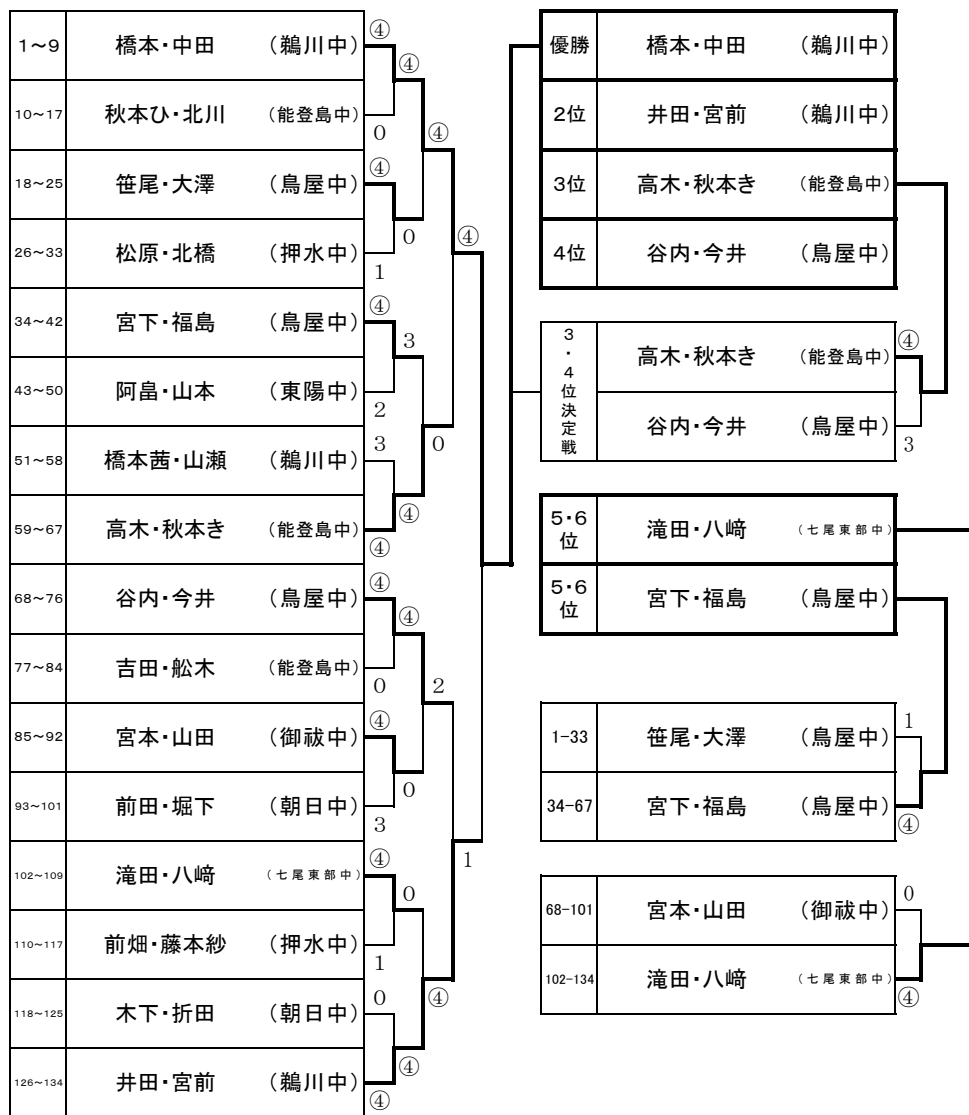 1～9 橋本・中田 (鵜川中) ④
④
10～17 秋本ひ・北川 (能登島中) 0
④
18～25 笹尾・大澤 (鳥屋中) ④
0
26～33 松原・北橋 (押水中) 1
④
34～42 宮下・福島 (鳥屋中) ④
3
43～50 阿畠・山本 (東陽中) 2
0
51～58 橋本茜・山瀬 (鵜川中) 3
④
59～67 高木・秋本き (能登島中) ④
68～76 谷内・今井 (鳥屋中) ④
④
77～84 吉田・舩木 (能登島中) 0
2
85～92 宮本・山田 (御祓中) ④
0
93～101 前田・堀下 (朝日中) 3
1
102～109 滝田・八﨑 (七尾東部中) ④
0
110～117 前畑・藤本紗 (押水中) 1
④
118～125 木下・折田 (朝日中) 0
④
126～134 井田・宮前 (鵜川中) ④
優勝 橋本・中田 (鵜川中)
2位 井田・宮前 (鵜川中)
3位 高木・秋本き (能登島中)
4位 谷内・今井 (鳥屋中)
3・4位決定戦
高木・秋本き (能登島中) ④
谷内・今井 (鳥屋中) 3
5・6位 滝田・八﨑 (七尾東部中)
5・6位 宮下・福島 (鳥屋中)
1-33 笹尾・大澤 (鳥屋中) 1
34-67 宮下・福島 (鳥屋中) ④
68-101 宮本・山田 (御祓中) 0
102-134 滝田・八﨑 (七尾東部中) ④